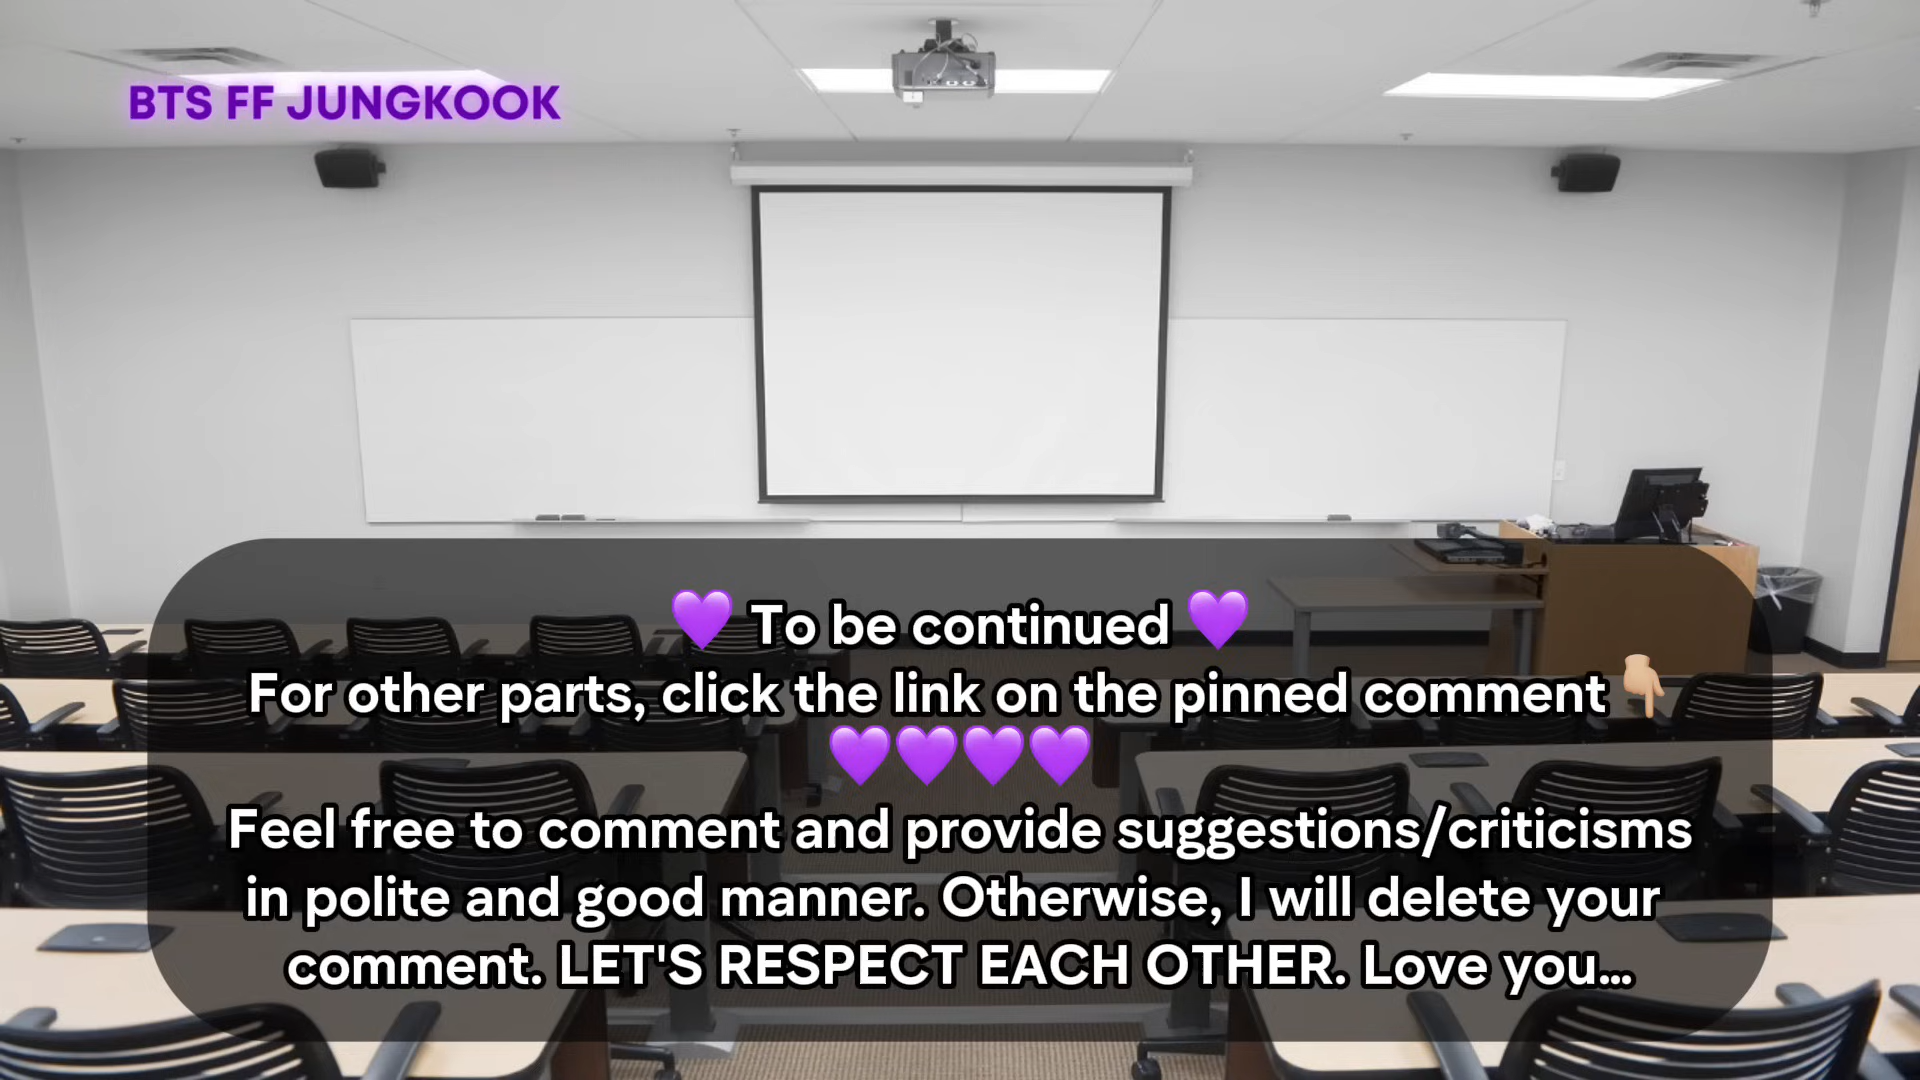 BTS FF JUNGKOOK
💜 To be continued 💜
For other parts, click the link on the pinned comment 👇🏼
💜💜💜💜
Feel free to comment and provide suggestions/criticisms
in polite and good manner. Otherwise, I will delete your
comment. LET'S RESPECT EACH OTHER. Love you...